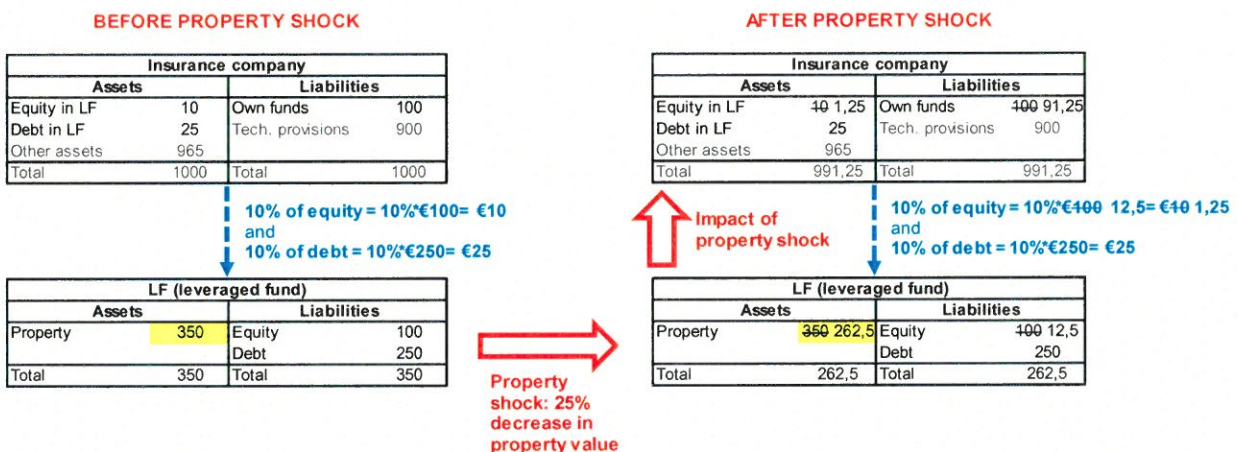 BEFORE PROPERTY SHOCK
Insurance company
Assets Liabilities
Equity in LF 10 Own funds 100
Debt in LF 25 Tech. provisions 900
Other assets 965
Total 1000 Total 1000
10% of equity = 10%*€100= €10
and
10% of debt = 10%*€250= €25
LF (leveraged fund)
Assets Liabilities
Property 350 Equity 100
Debt 250
Total 350 Total 350
Property
shock: 25%
decrease in
property value
AFTER PROPERTY SHOCK
Insurance company
Assets Liabilities
Equity in LF 10 1,25 Own funds 100 91,25
Debt in LF 25 Tech. provisions 900
Other assets 965
Total 991,25 Total 991,25
Impact of
property shock
10% of equity = 10%*€100 12,5= €10 1,25
and
10% of debt = 10%*€250= €25
LF (leveraged fund)
Assets Liabilities
Property 350 262,5 Equity 100 12,5
Debt 250
Total 262,5 Total 262,5